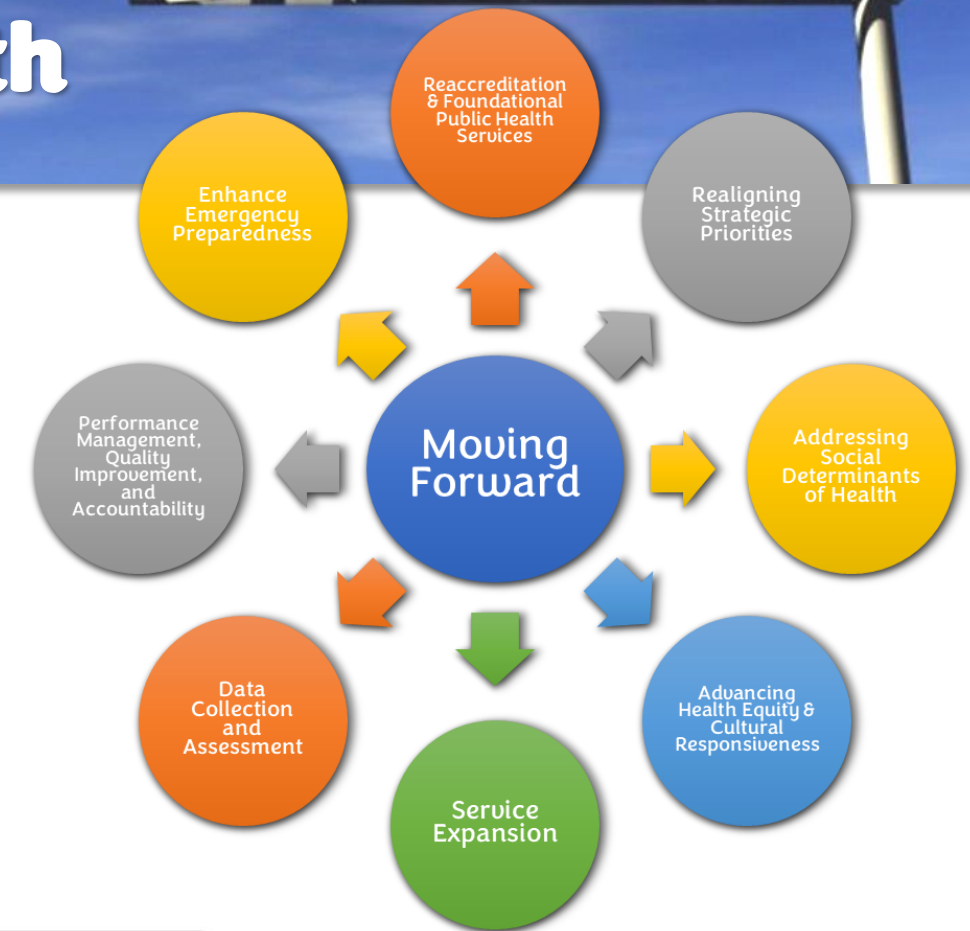 th
Reaccreditation
& Foundational
Public Health
Services
Realigning
Strategic
Priorities
Addressing
Social
Determinants
of Health
Advancing
Health Equity &
Cultural
Responsiveness
Service
Expansion
Data
Collection
and
Assessment
Performance
Management,
Quality
Improvement,
and
Accountability
Enhance
Emergency
Preparedness
Moving
Forward